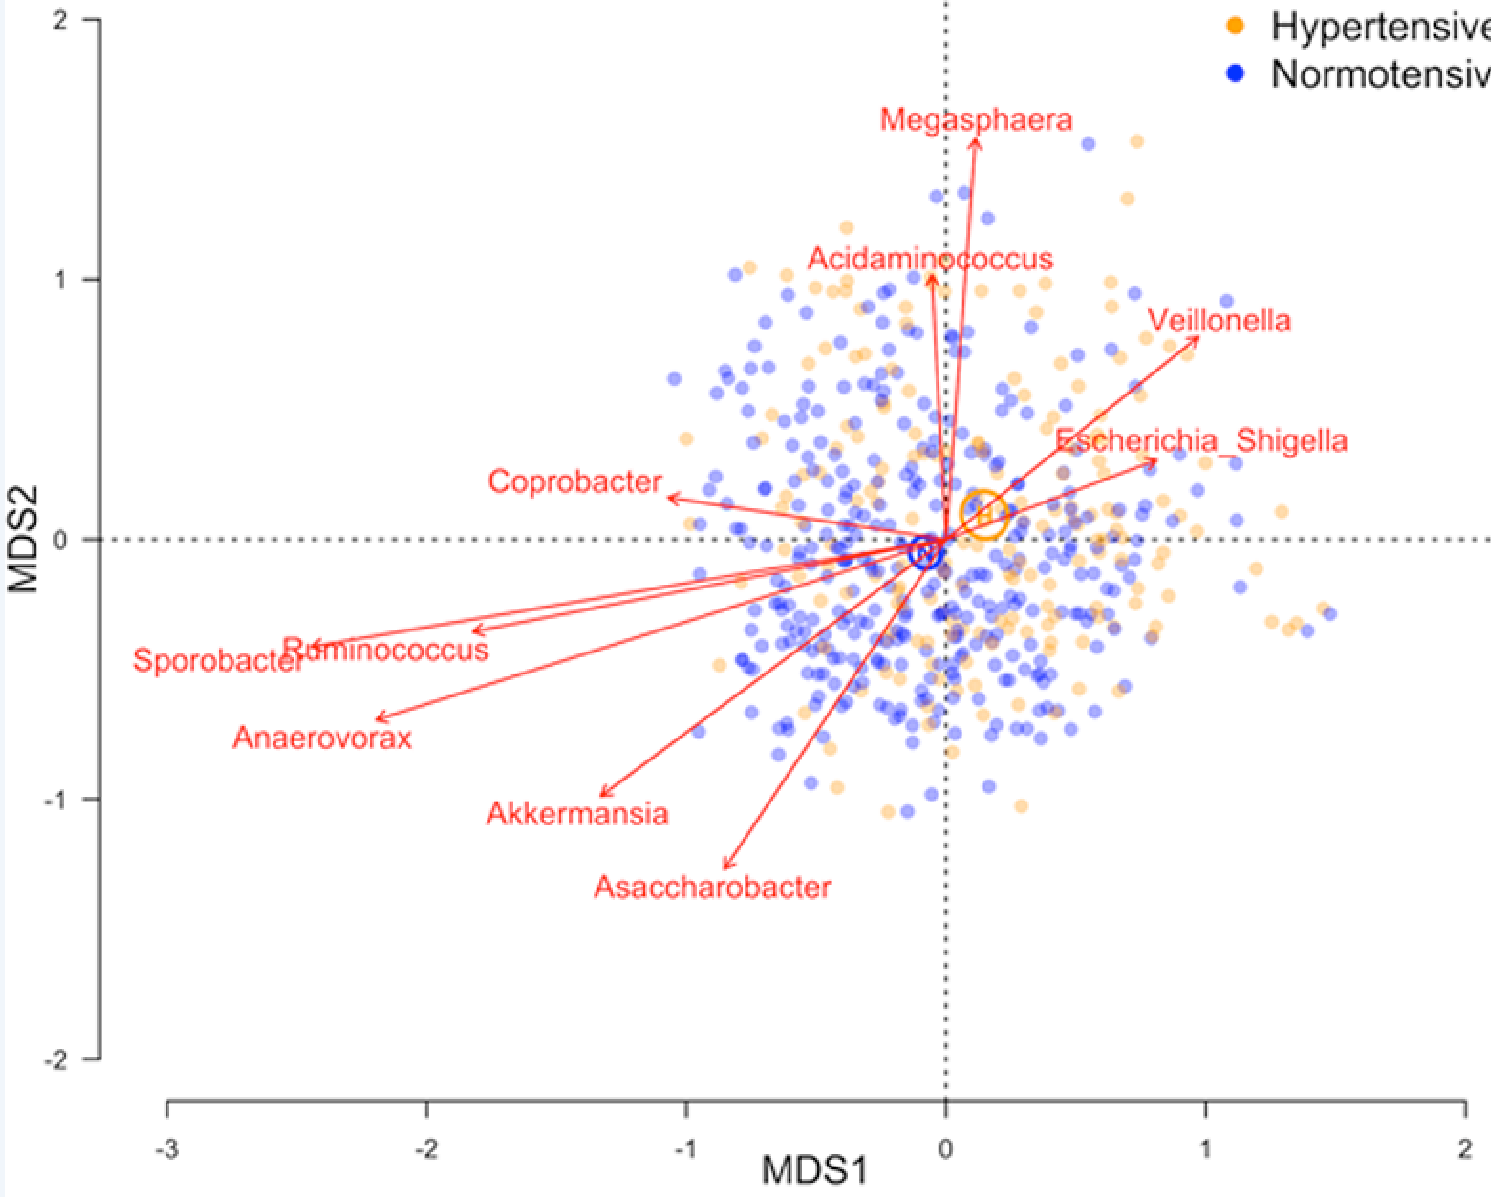 2
Hypertensive
Normotensiv
Megasphaera
Acidaminococcus
1
Veillonella
Escherichia_Shigella
Coprobacter
MDS2
0
H
N
Ruminococcus
Sporobacter
Anaerovorax
-1
Akkermansia
Asaccharobacter
-2
-3 -2 -1 0 1 2
MDS1